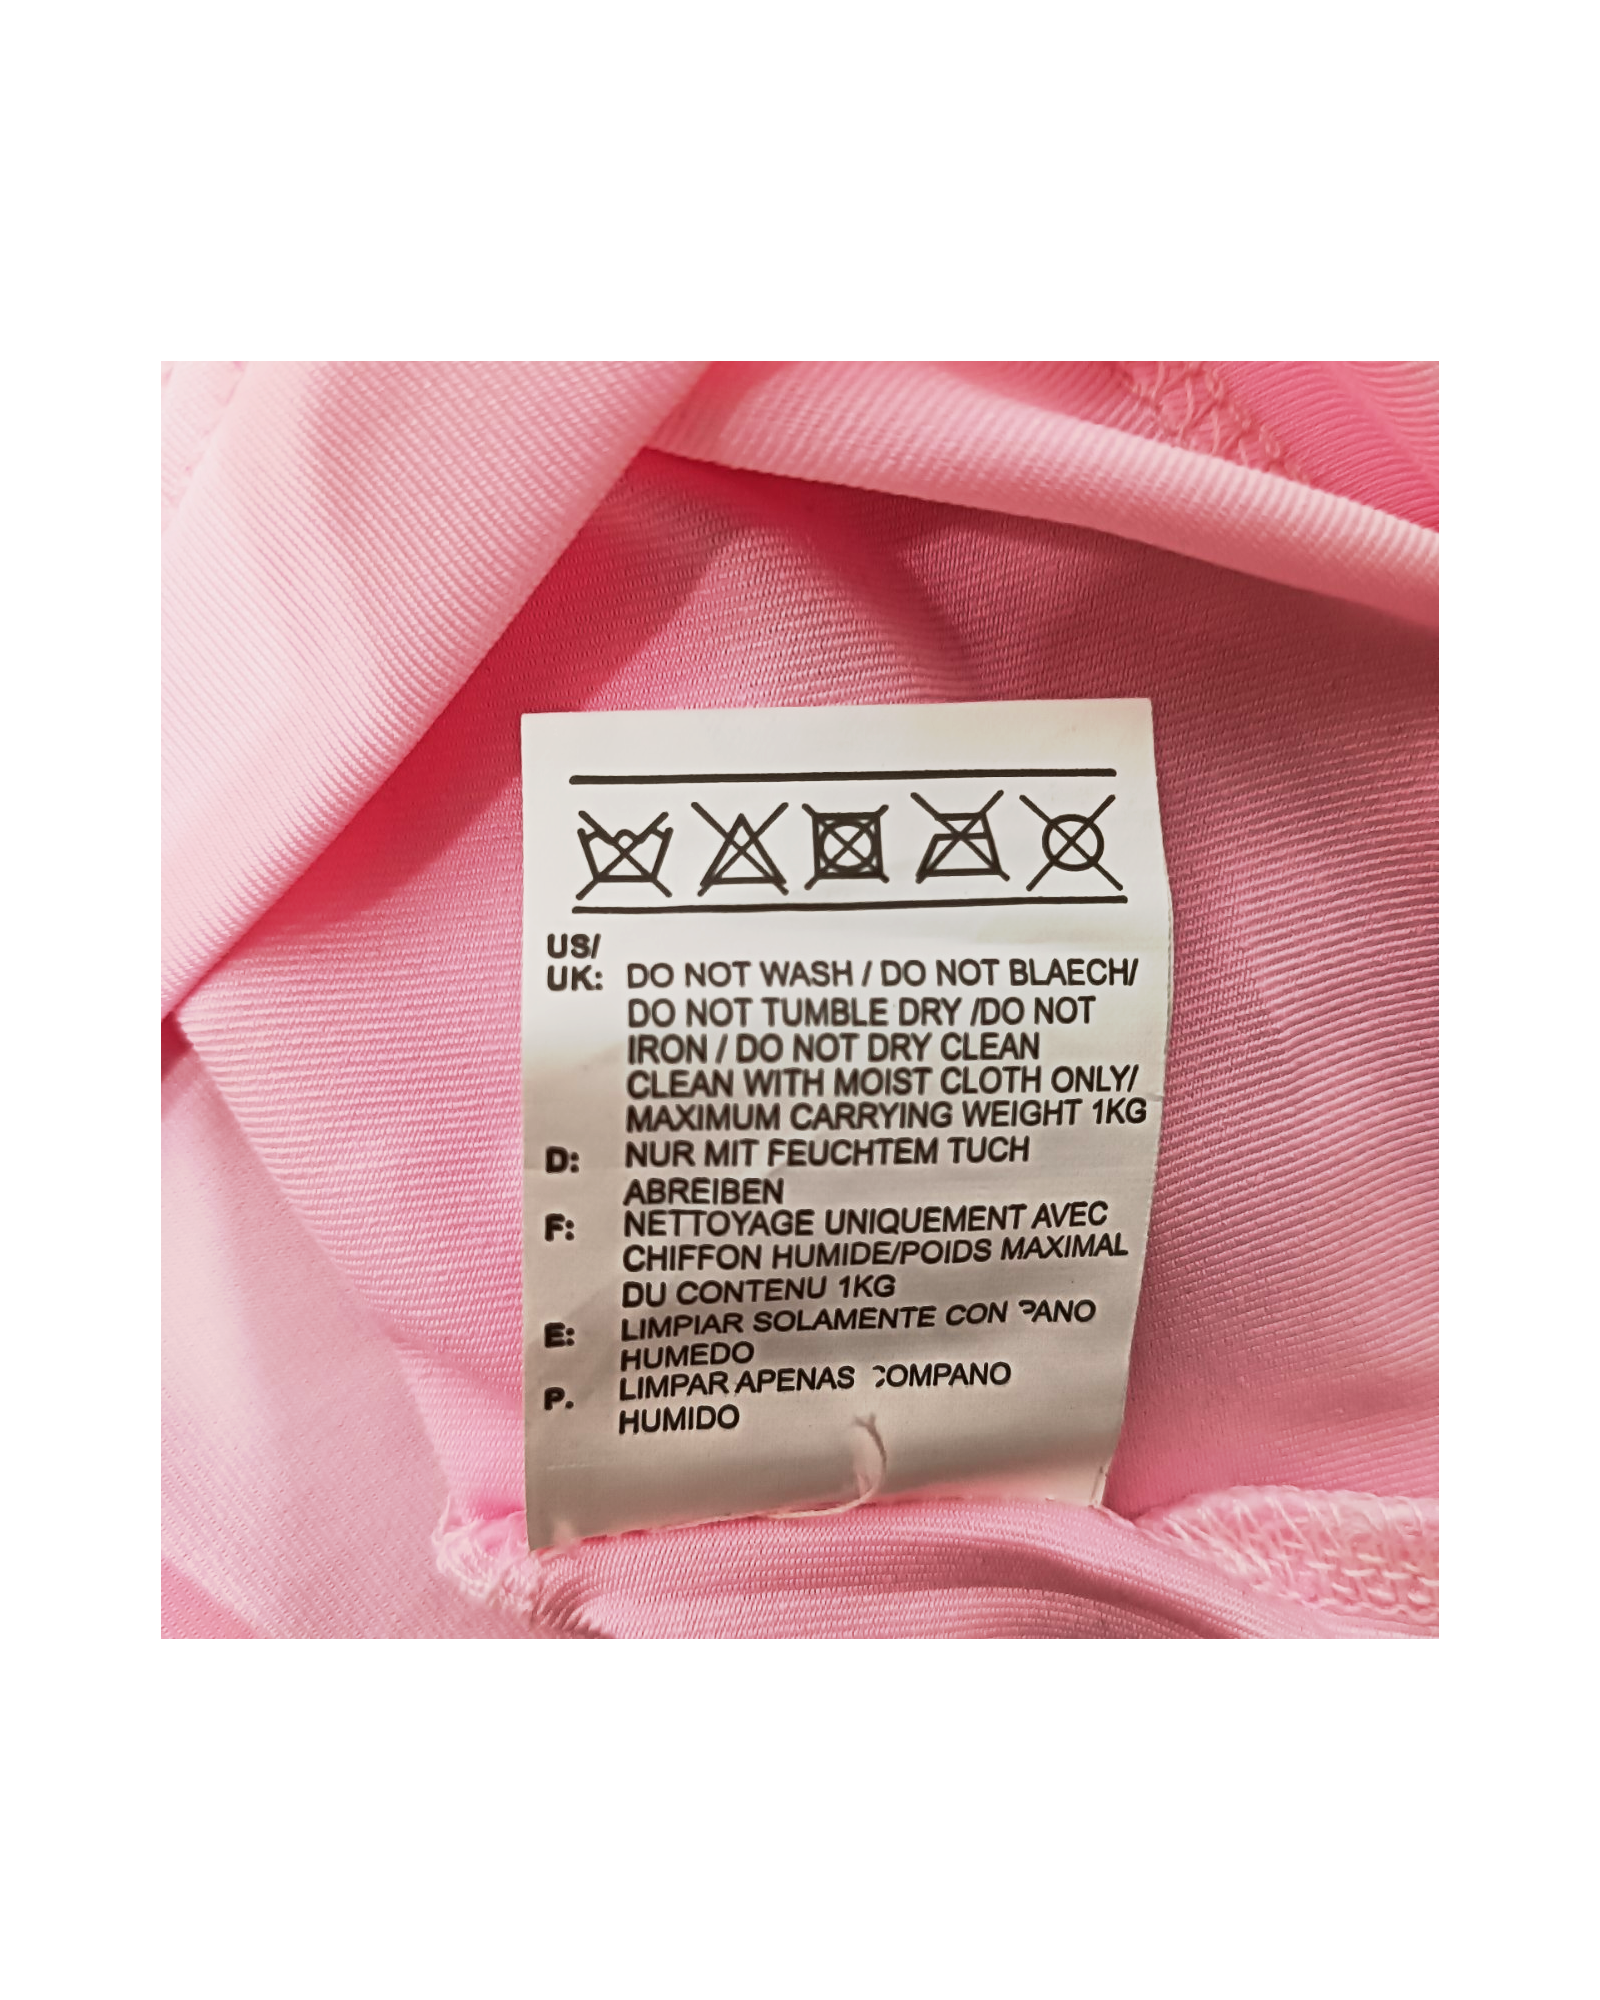 US/
UK: DO NOT WASH / DO NOT BLAECH/
DO NOT TUMBLE DRY /DO NOT
IRON / DO NOT DRY CLEAN
CLEAN WITH MOIST CLOTH ONLY/
MAXIMUM CARRYING WEIGHT 1KG
D: NUR MIT FEUCHTEM TUCH
ABREIBEN
F: NETTOYAGE UNIQUEMENT AVEC
CHIFFON HUMIDE/POIDS MAXIMAL
DU CONTENU 1KG
E: LIMPIAR SOLAMENTE CON PANO
HUMEDO
P. LIMPAR APENAS COMPANO
HUMIDO